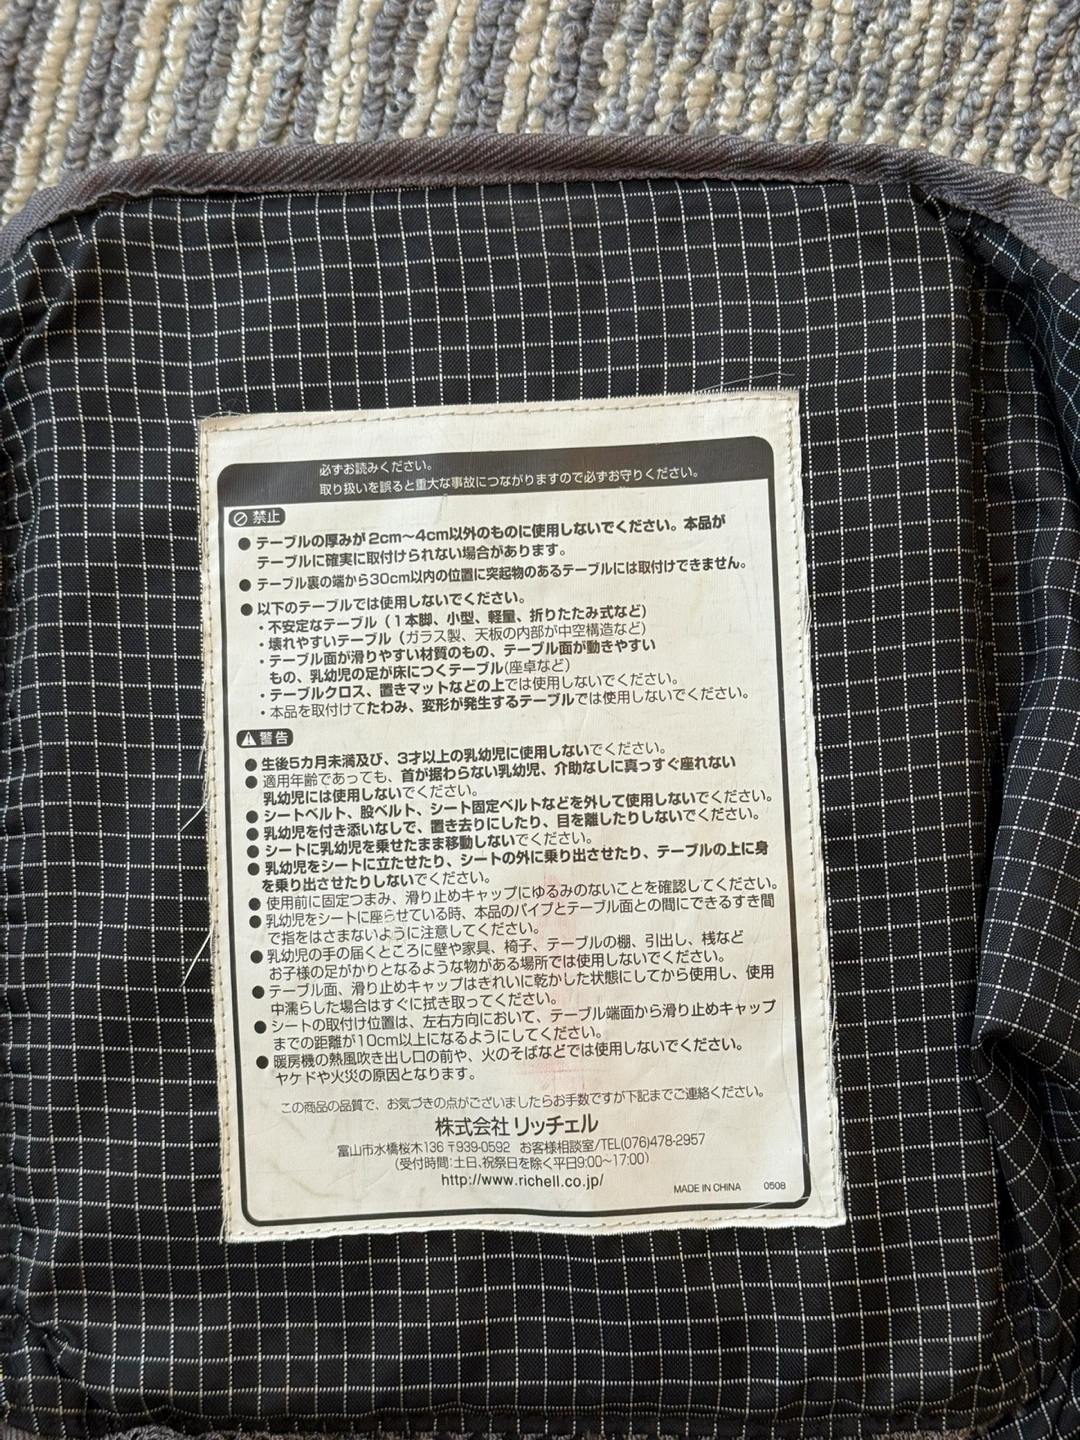 必ずお読みください。
取り扱いを誤ると重大な事故につながりますので必ずお守りください。
禁止
● テーブルの厚みが2cm〜4cm以外のものに使用しないでください。本品が
テーブルに確実に取付けられない場合があります。
● テーブル裏の端から30cm以内の位置に突起物のあるテーブルには取付けできません。
● 以下のテーブルでは使用しないでください。
・不安定なテーブル（1本脚、小型、軽量、折りたたみ式など）
・壊れやすいテーブル（ガラス製、天板の内部が中空構造など）
・テーブル面が滑りやすい材質のもの、テーブル面が動きやすい
もの、乳幼児の足が床につくテーブル(座卓など)
・テーブルクロス、置きマットなどの上では使用しないでください。
・本品を取付けてたわみ、変形が発生するテーブルでは使用しないでください。
警告
● 生後5カ月未満及び、3才以上の乳幼児に使用しないでください。
● 適用年齢であっても、首が据わらない乳幼児、介助なしに真っすぐ座れない
乳幼児には使用しないでください。
● シートベルト、股ベルト、シート固定ベルトなどを外して使用しないでください。
● 乳幼児を付き添いなしで、置き去りにしたり、目を離したりしないでください。
● シートに乳幼児を乗せたまま移動しないでください。
● 乳幼児をシートに立たせたり、シートの外に乗り出させたり、テーブルの上に身
を乗り出させたりしないでください。
● 使用前に固定つまみ、滑り止めキャップにゆるみのないことを確認してください。
● 乳幼児をシートに座らせている時、本品のパイプとテーブル面との間にできるすき間
で指をはさまないように注意してください。
● 乳幼児の手の届くところに壁や家具、椅子、テーブルの棚、引出し、桟など
お子様の足がかりとなるような物がある場所では使用しないでください。
● テーブル面、滑り止めキャップはきれいに乾かした状態にしてから使用し、使用
中濡らした場合はすぐに拭き取ってください。
● シートの取付け位置は、左右方向において、テーブル端面から滑り止めキャップ
までの距離が10cm以上になるようにしてください。
● 暖房機の熱風吹き出し口の前や、火のそばなどでは使用しないでください。
ヤケドや火災の原因となります。
この商品の品質で、お気づきの点がございましたらお手数ですが下記までご連絡ください。
株式会社 リッチェル
富山市水橋桜木136 〒939-0592 お客様相談室/TEL(076)478-2957
（受付時間：土日、祝祭日を除く平日9:00〜17:00）
http://www.richell.co.jp/
MADE IN CHINA 0508